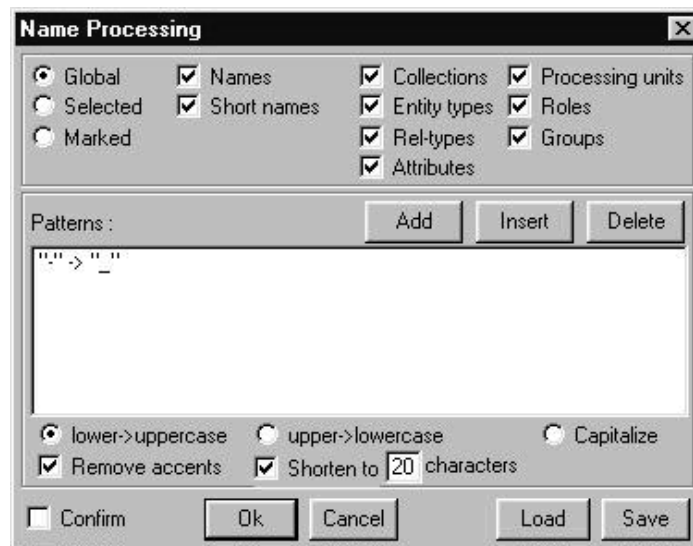 Name Processing
Global Names Collections Processing units
Selected Short names Entity types Roles
Marked Rel-types Groups
Attributes
Patterns : Add Insert Delete
"-" -> "_"
lower->uppercase upper->lowercase Capitalize
Remove accents Shorten to 20 characters
Confirm Ok Cancel Load Save